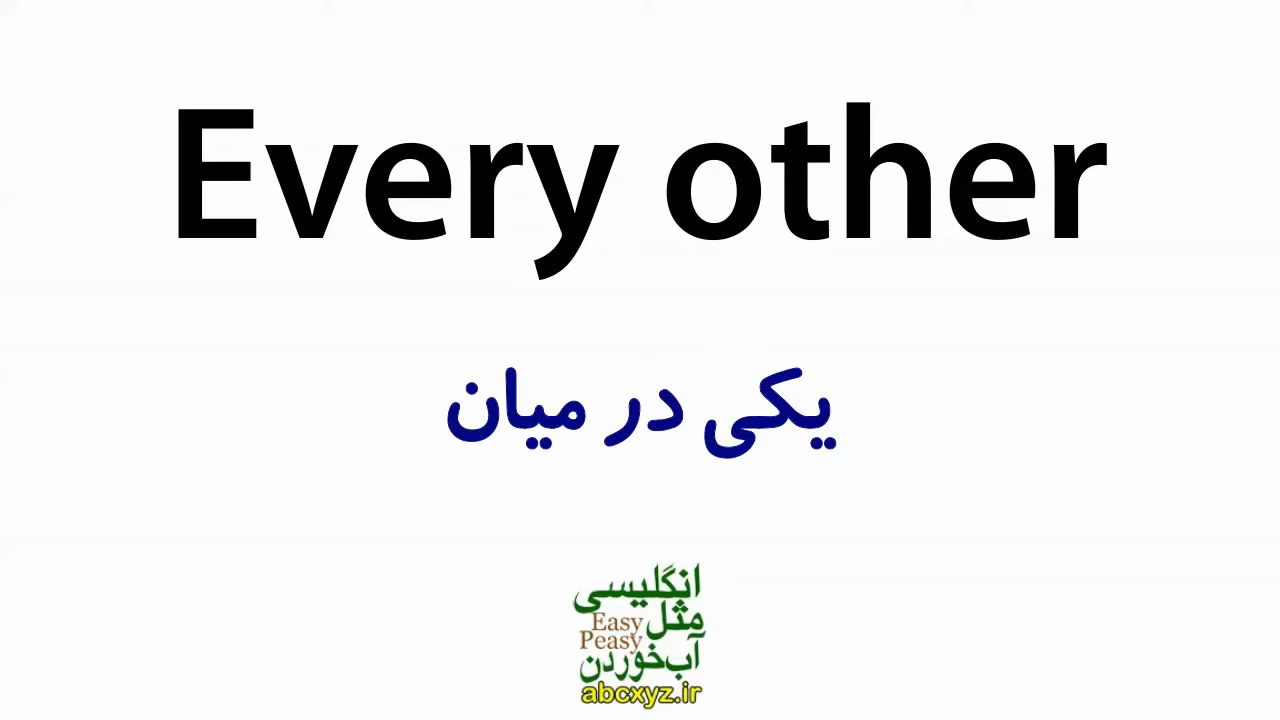 Every other
یکی در میان
انگلیسی
مثل
Easy
Peasy
آب‌خوردن
abcxyz.ir